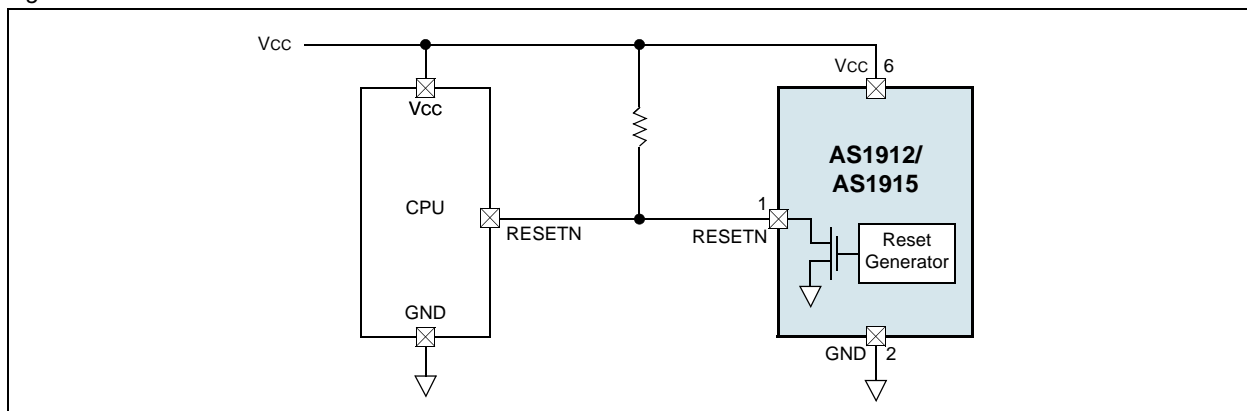 VCC
VCC 6
Vcc
AS1912/
AS1915
CPU
1
RESETN
RESETN
Reset
Generator
GND
GND 2